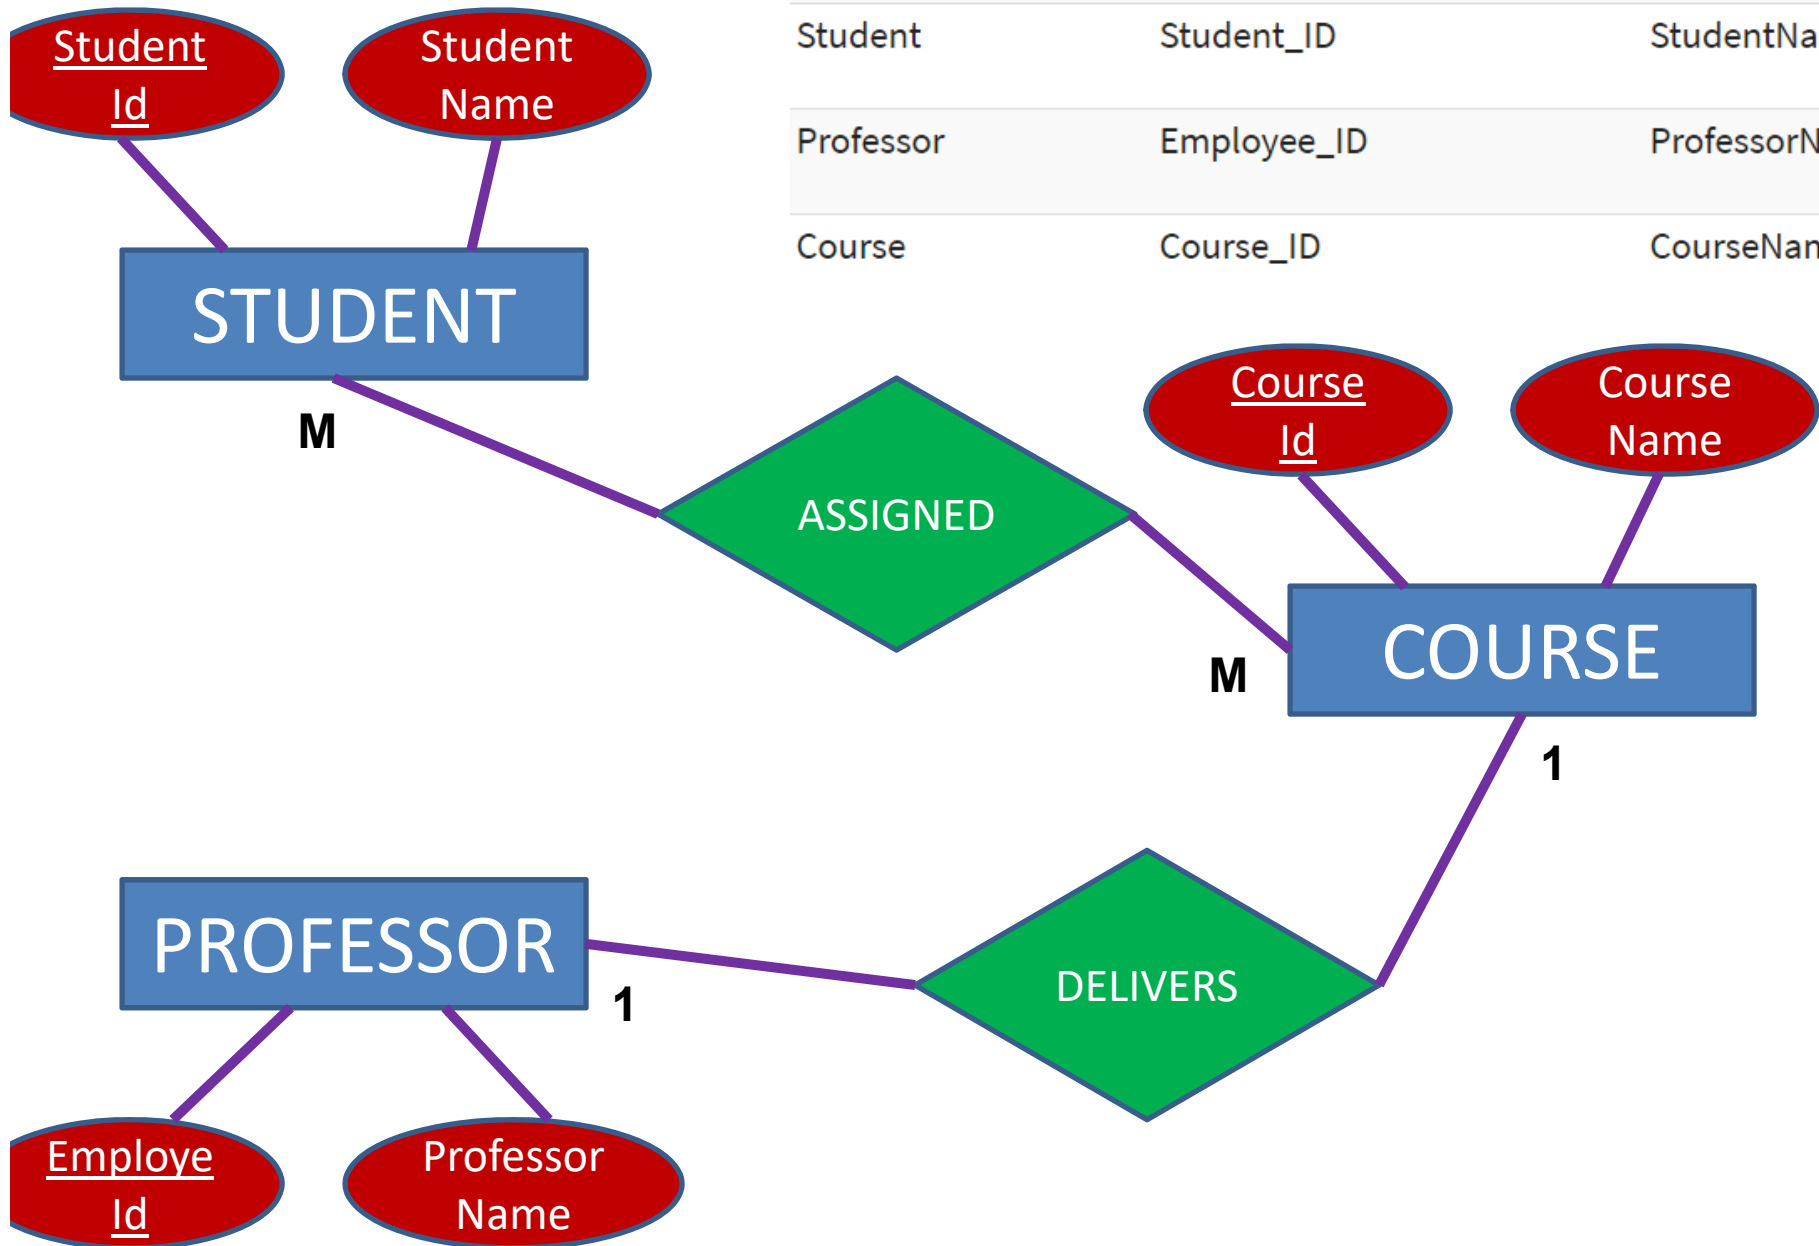 Student
Id
Student
Name
Student Student_ID
Professor Employee_ID
Course Course_ID
STUDENT
M
ASSIGNED
Course
Id
Course
Name
M
COURSE
1
PROFESSOR
1
DELIVERS
Employe
Id
Professor
Name